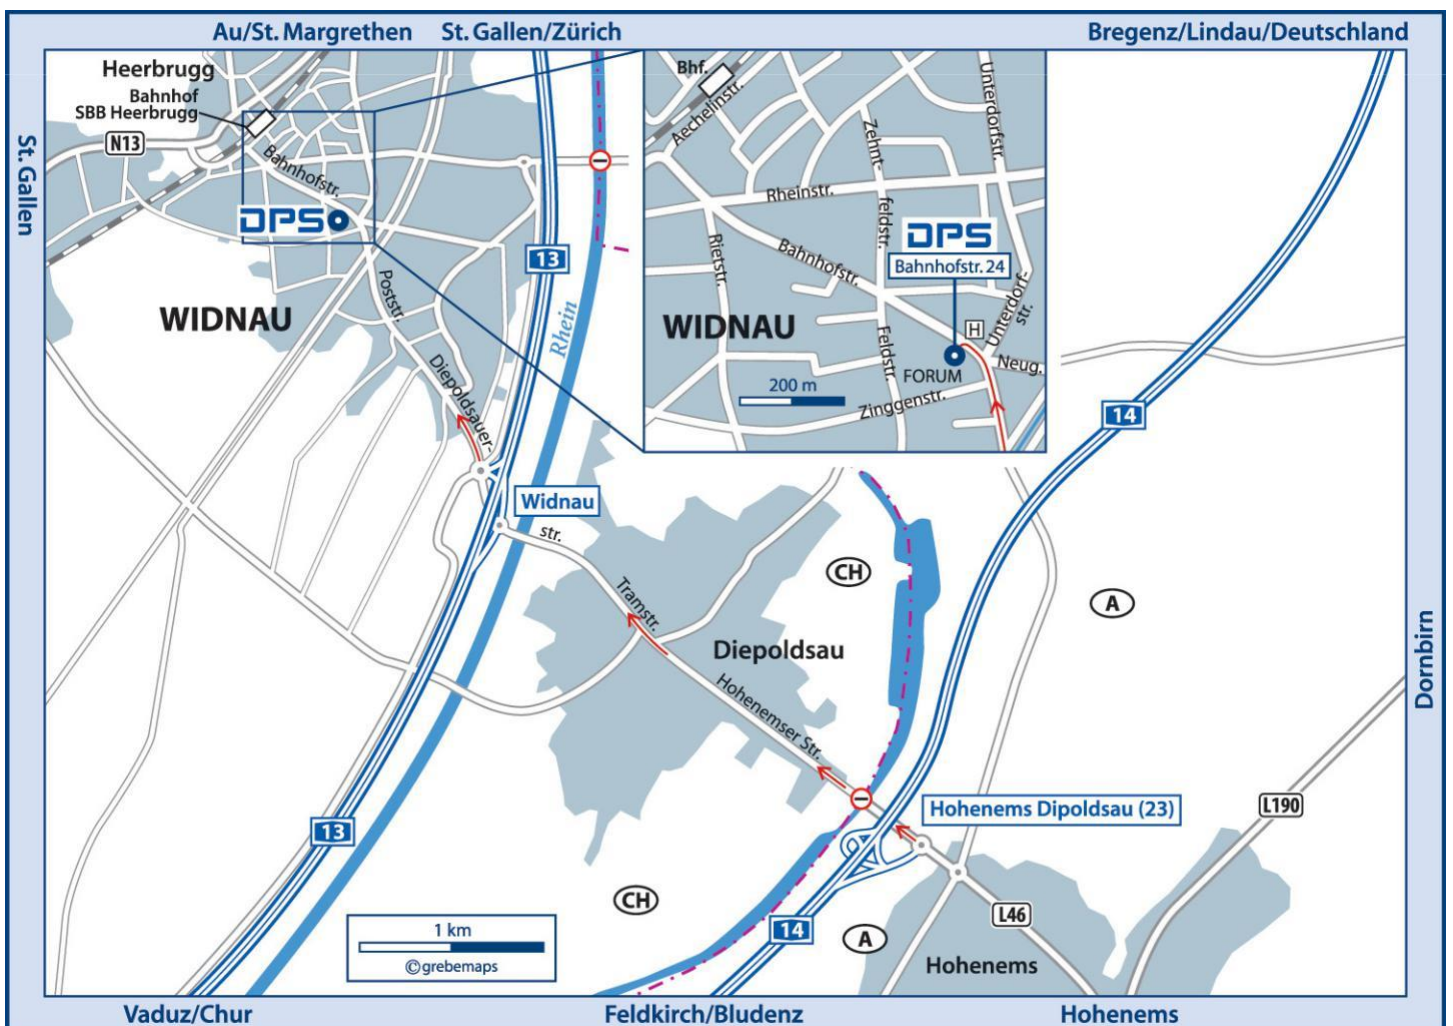 Au/St. Margrethen
St. Gallen/Zürich
Bregenz/Lindau/Deutschland
St. Gallen
Dornbirn
Heerbrugg
Bahnhof
SBB Heerbrugg
N13
Bahnhofstr.
DPS
WIDNAU
Poststr.
Diepoldsauer-
str.
13
Rhein
Bhf.
Aechelinstr.
Zehnt-
feldstr.
Unterdorfstr.
Rheinstr.
Rietstr.
Bahnhofstr.
DPS
Bahnhofstr. 24
Unterdorf-
str.
H
WIDNAU
Feldstr.
FORUM
Neug.
200 m
Zinggenstr.
14
Widnau
Tramstr.
CH
A
Diepoldsau
Hohenemser Str.
13
Hohenems Dipoldsau (23)
L190
CH
L46
14
A
Hohenems
1 km
©grebemaps
Vaduz/Chur
Feldkirch/Bludenz
Hohenems